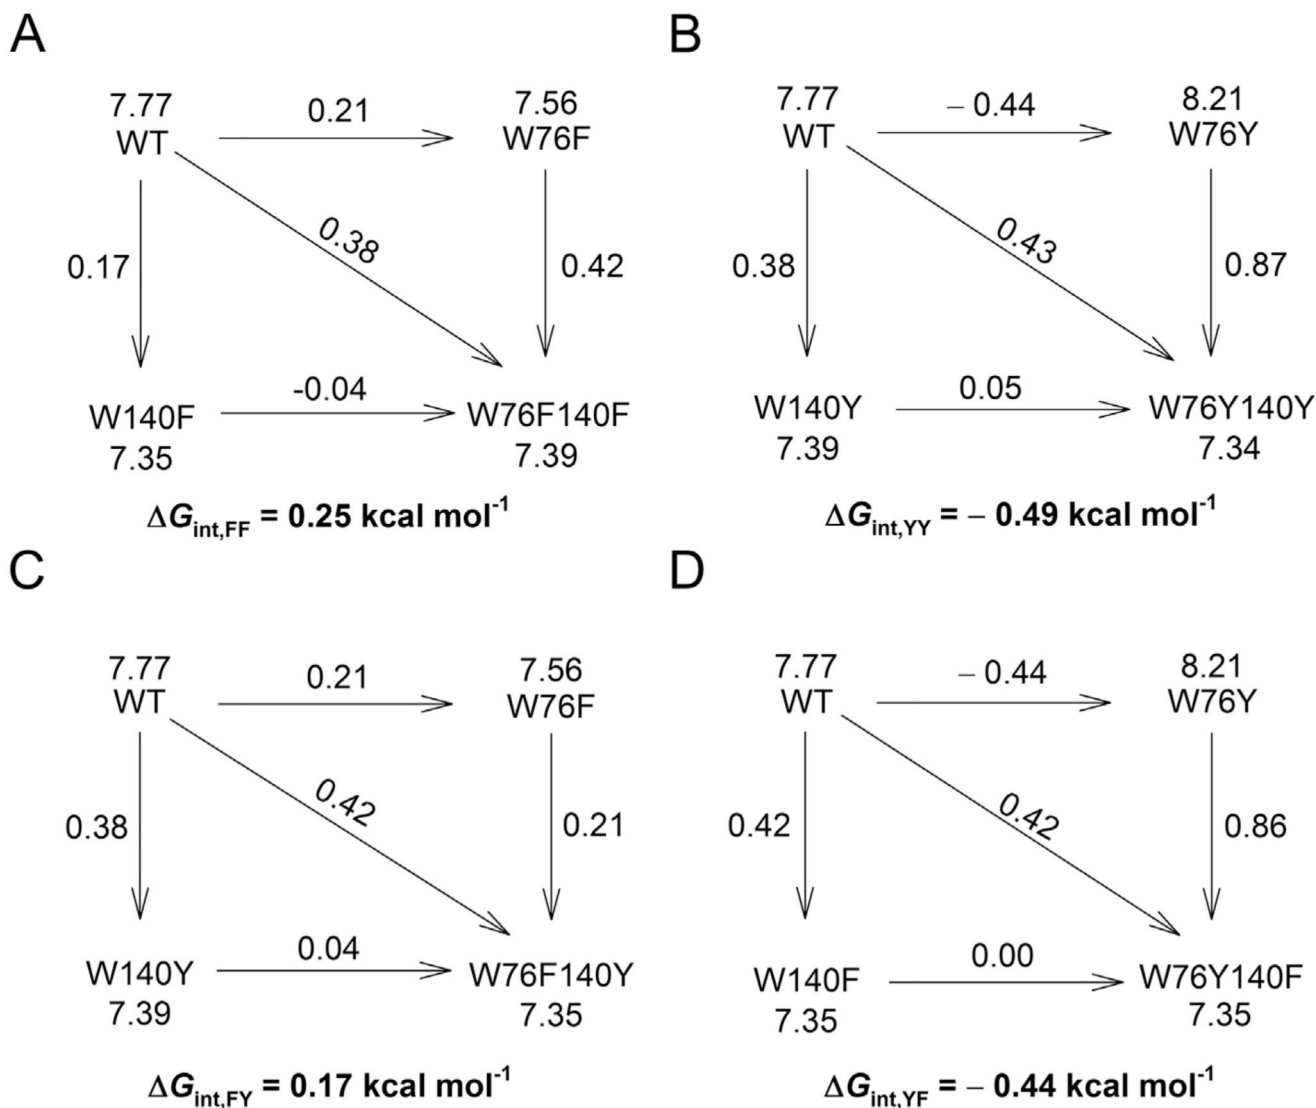 A
7.77
WT
0.21
7.56
W76F
0.17
0.38
0.42
W140F
7.35
-0.04
W76F140F
7.39
ΔG_int,FF = 0.25 kcal mol⁻¹
B
7.77
WT
– 0.44
8.21
W76Y
0.38
0.43
0.87
W140Y
7.39
0.05
W76Y140Y
7.34
ΔG_int,YY = – 0.49 kcal mol⁻¹
C
7.77
WT
0.21
7.56
W76F
0.38
0.42
0.21
W140Y
7.39
0.04
W76F140Y
7.35
ΔG_int,FY = 0.17 kcal mol⁻¹
D
7.77
WT
– 0.44
8.21
W76Y
0.42
0.42
0.86
W140F
7.35
0.00
W76Y140F
7.35
ΔG_int,YF = – 0.44 kcal mol⁻¹